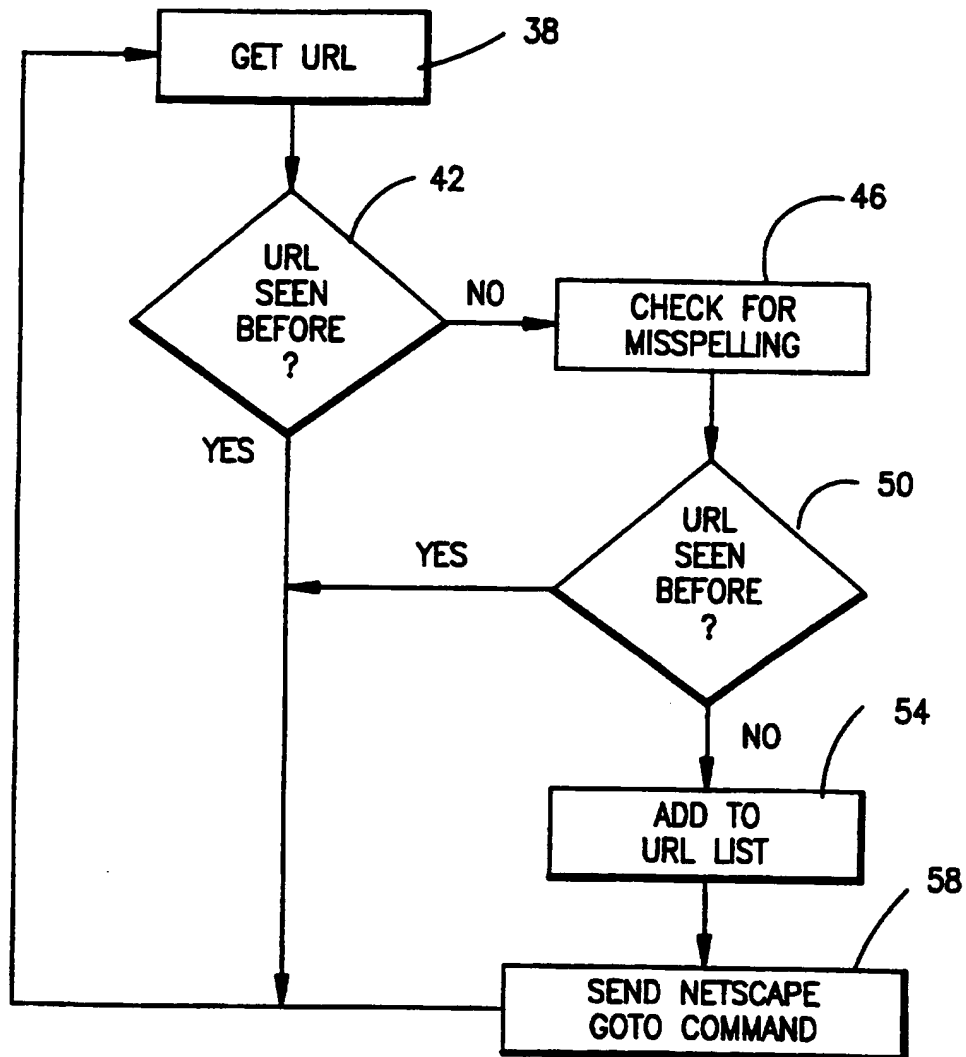 GET URL
38
42
URL
SEEN
BEFORE
?
NO
YES
46
CHECK FOR
MISSPELLING
50
URL
SEEN
BEFORE
?
YES
NO
54
ADD TO
URL LIST
58
SEND NETSCAPE
GOTO COMMAND